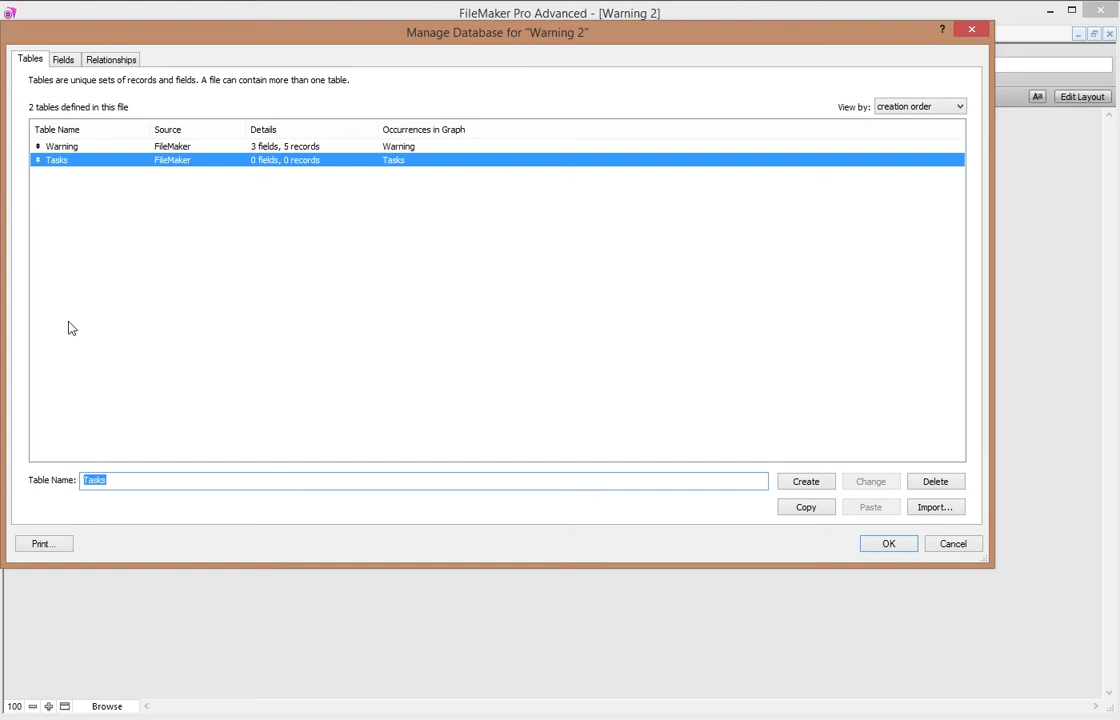 FileMaker Pro Advanced - [Warning 2]
Manage Database for "Warning 2"
?
Tables Fields Relationships
Tables are unique sets of records and fields. A file can contain more than one table.
2 tables defined in this file
View by: creation order
Aa Edit Layout
Table Name Source Details Occurrences in Graph
Warning FileMaker 3 fields, 5 records Warning
Tasks FileMaker 0 fields, 0 records Tasks
Table Name: Tasks
Create Change Delete
Copy Paste Import...
Print... OK Cancel
100 Browse